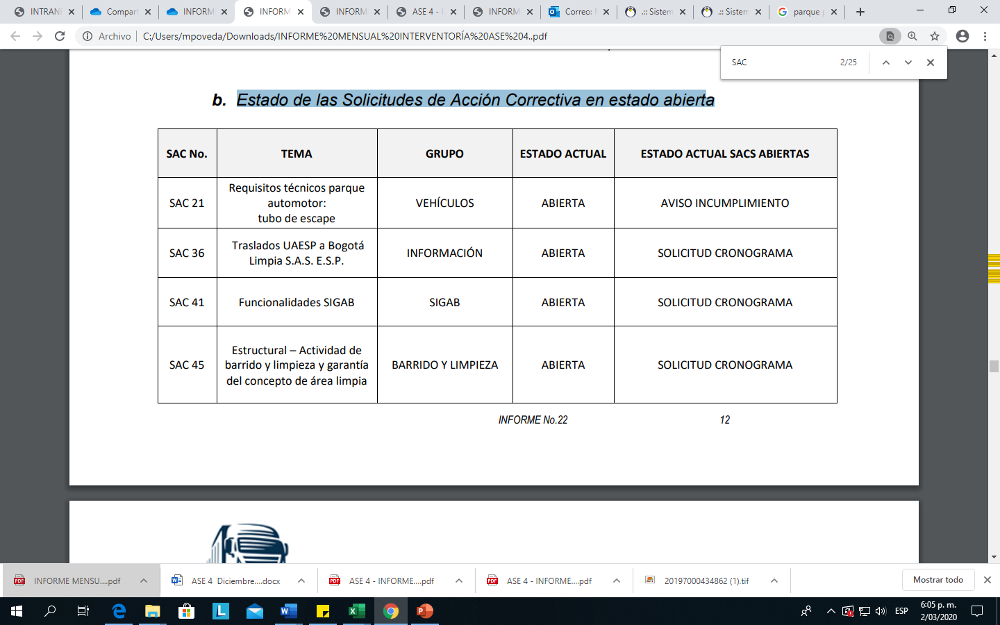 INTRANE
Compart
INFORM
INFORM
INFORM
ASE 4 - I
INFORM
Correo:
.:: Sistem
.:: Sistem
parque p
Archivo
C:/Users/mpoveda/Downloads/INFORME%20MENSUAL%20INTERVENTORÍA%20ASE%204..pdf
SAC 2/25
b. Estado de las Solicitudes de Acción Correctiva en estado abierta
SAC No. TEMA GRUPO ESTADO ACTUAL ESTADO ACTUAL SACS ABIERTAS
Requisitos técnicos parque
SAC 21 automotor: VEHÍCULOS ABIERTA AVISO INCUMPLIMIENTO
tubo de escape
Traslados UAESP a Bogotá
SAC 36 INFORMACIÓN ABIERTA SOLICITUD CRONOGRAMA
Limpia S.A.S. E.S.P.
SAC 41 Funcionalidades SIGAB SIGAB ABIERTA SOLICITUD CRONOGRAMA
Estructural – Actividad de
SAC 45 barrido y limpieza y garantía BARRIDO Y LIMPIEZA ABIERTA SOLICITUD CRONOGRAMA
del concepto de área limpia
INFORME No.22 12
INFORME MENSU....pdf
ASE 4 Diciembre....docx
ASE 4 - INFORME....pdf
ASE 4 - INFORME....pdf
20197000434862 (1).tif
Mostrar todo
ESP
6:05 p. m.
2/03/2020